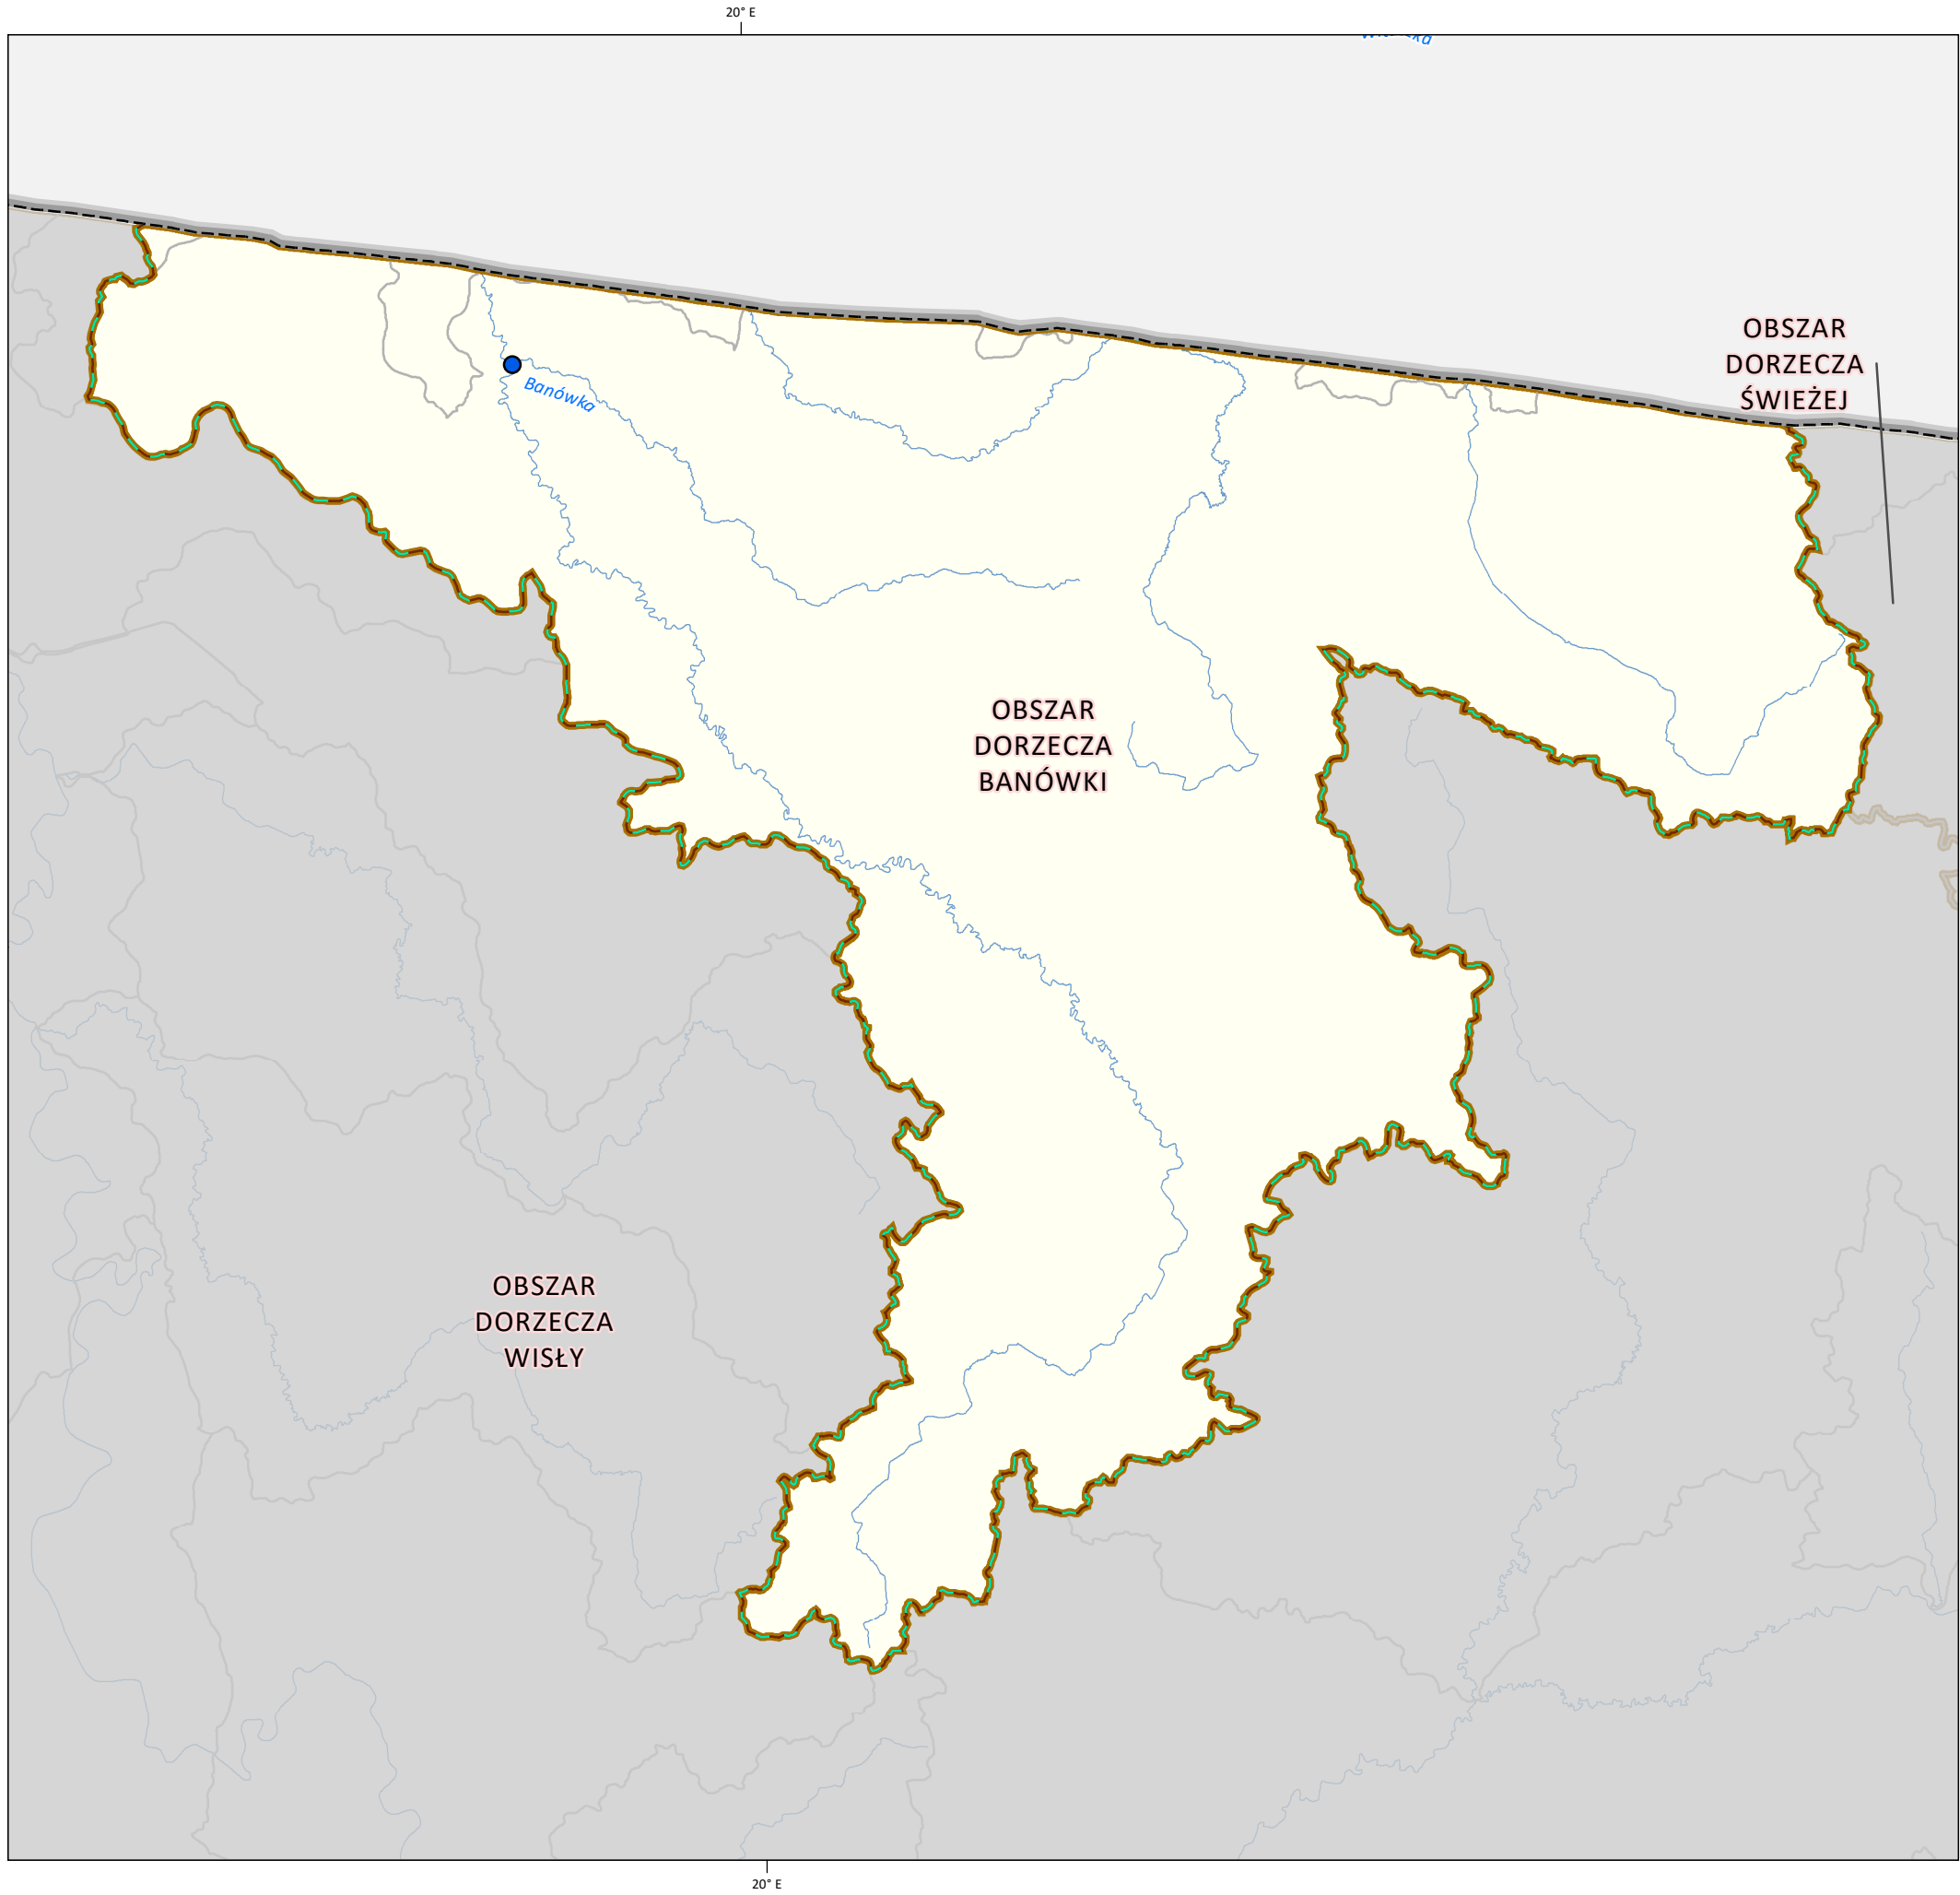 20° E
OBSZAR
DORZECZA
ŚWIEŻEJ
Banówka
OBSZAR
DORZECZA
BANÓWKI
OBSZAR
DORZECZA
WISŁY
20° E